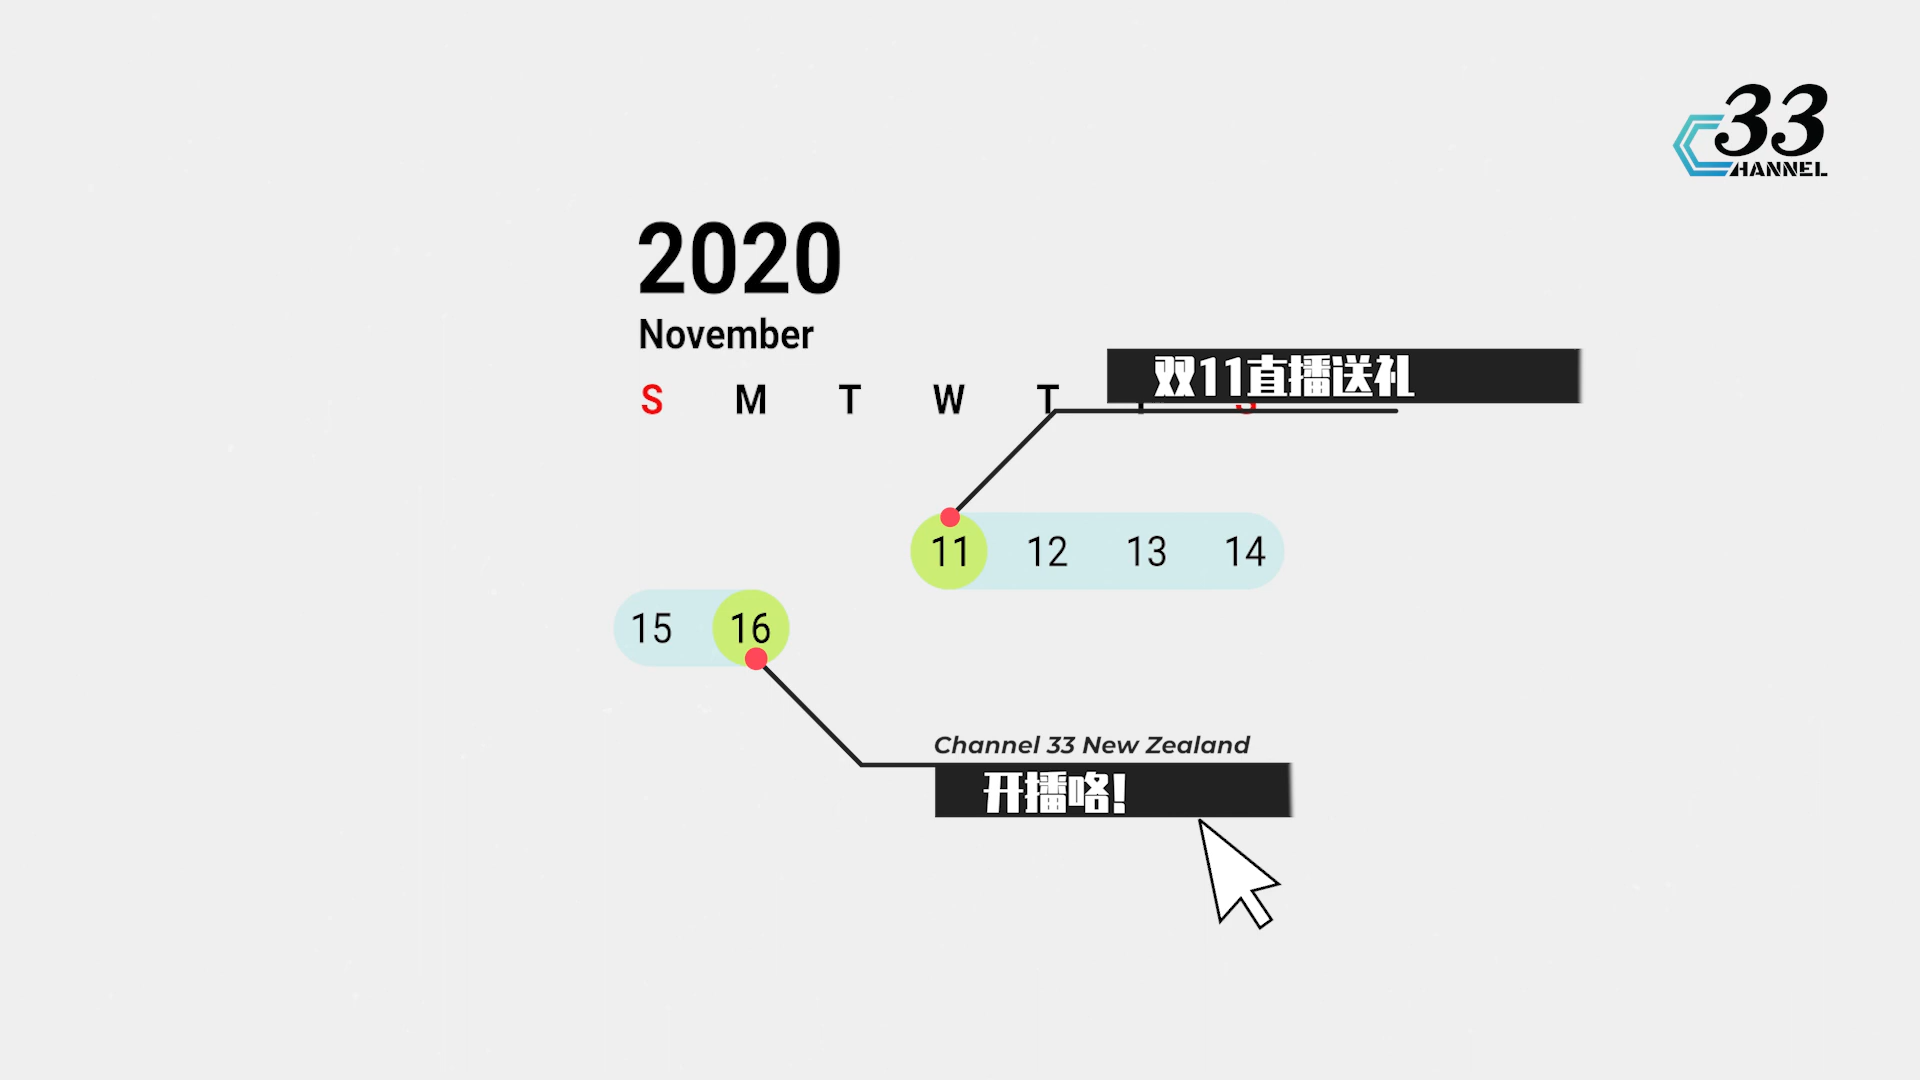 33
CHANNEL
2020
November
双11直播送礼
S M T W T F S
11 12 13 14
15 16
Channel 33 New Zealand
开播咯!